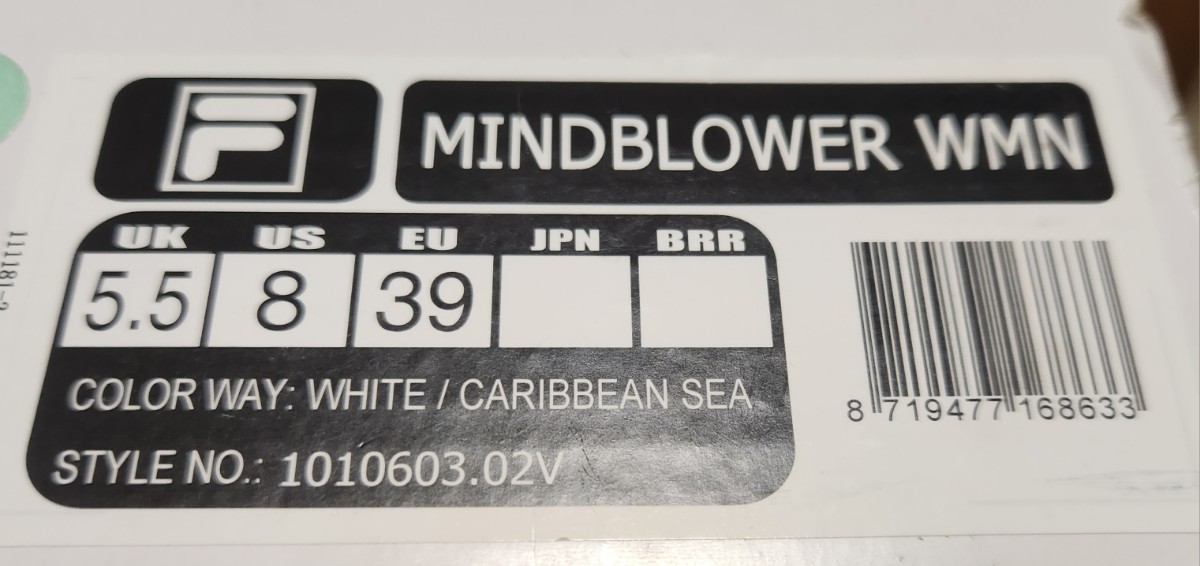 F
MINDBLOWER WMN
UK US EU JPN BRR
5.5 8 39
COLOR WAY: WHITE / CARIBBEAN SEA
STYLE NO.: 1010603.02V
8 719477 168633